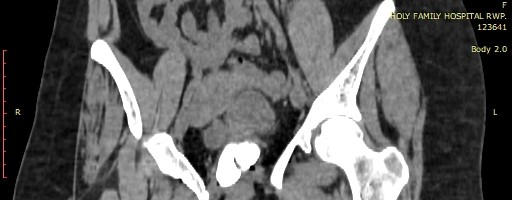 F
HOLY FAMILY HOSPITAL RWP.
123641
Body 2.0
R
L